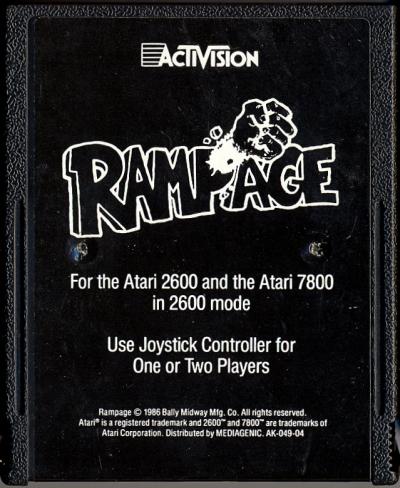 ACTIVISION
RAMPAGE
For the Atari 2600 and the Atari 7800
in 2600 mode
Use Joystick Controller for
One or Two Players
Rampage © 1986 Bally Midway Mfg. Co. All rights reserved.
Atari® is a registered trademark and 2600™ and 7800™ are trademarks of
Atari Corporation. Distributed by MEDIAGENIC. AK-049-04